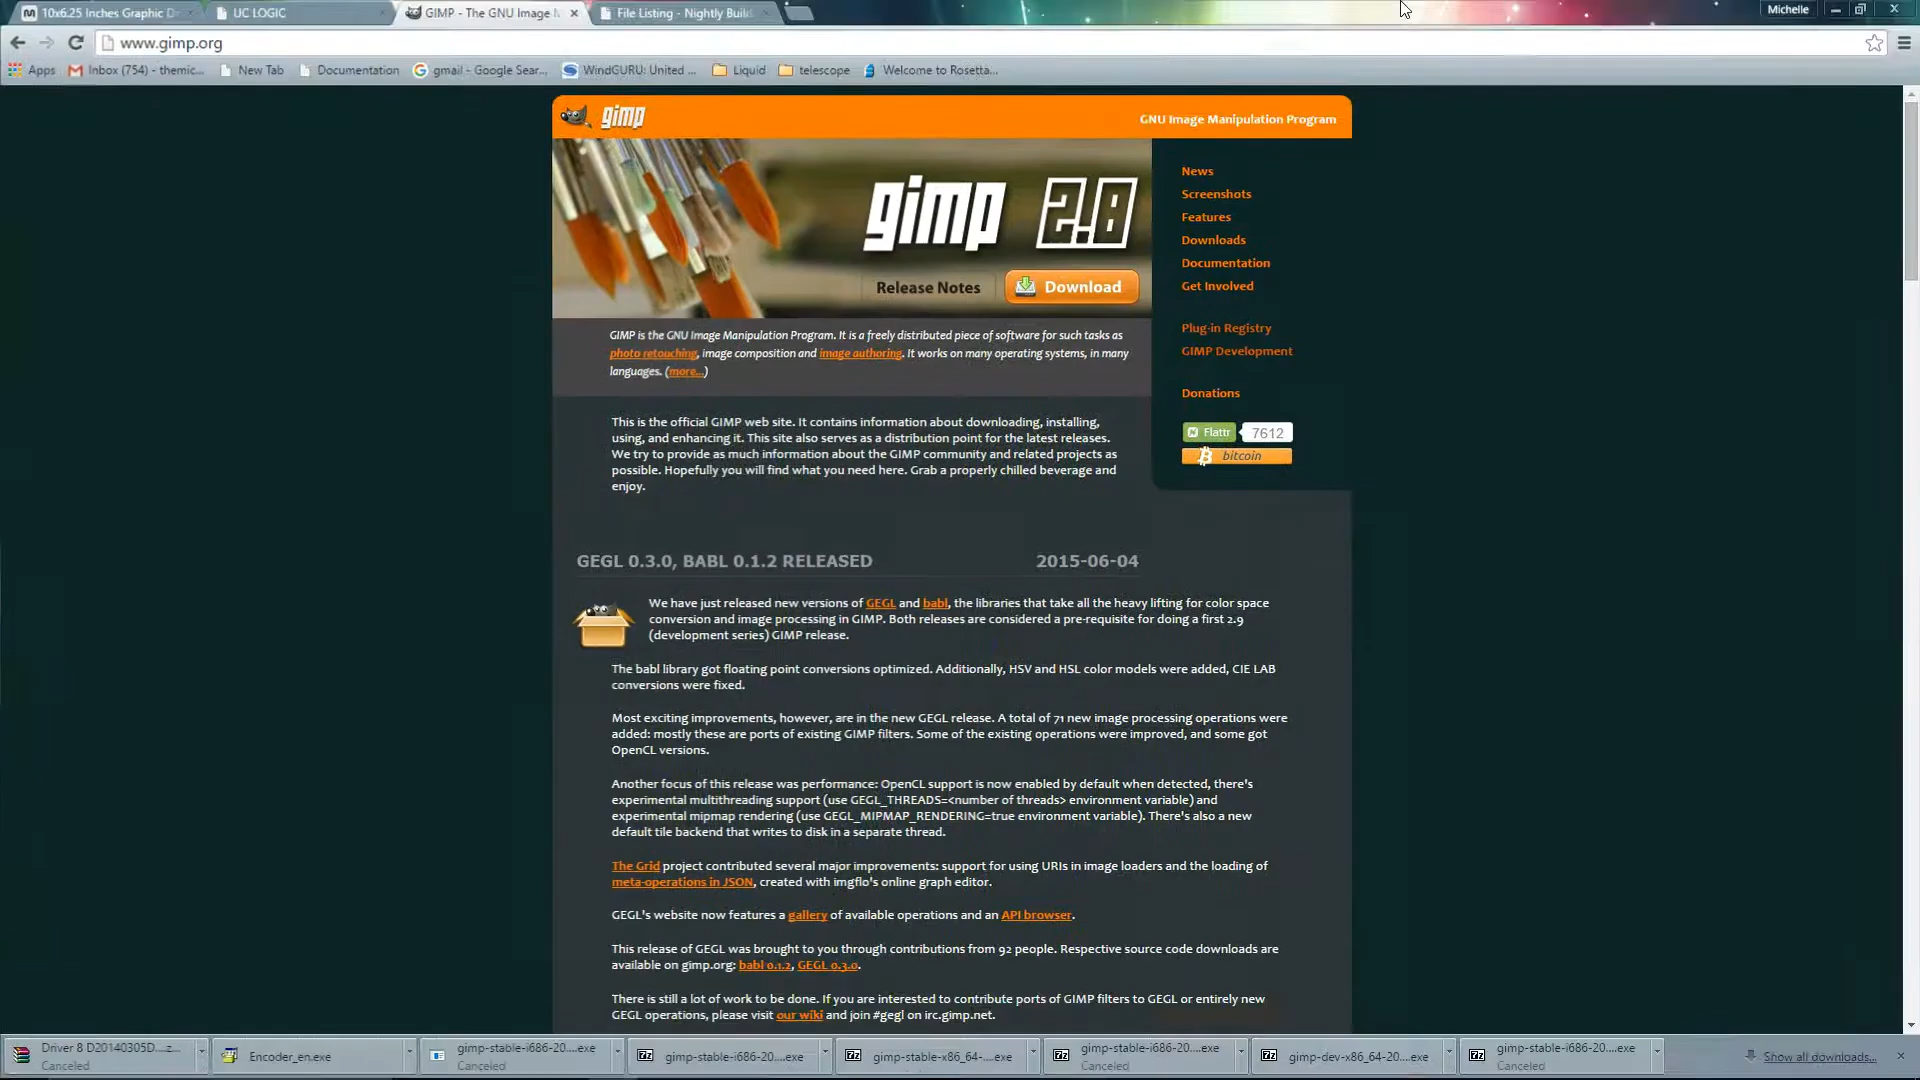 10x6.25 Inches Graphic D
UC LOGIC
GIMP - The GNU Image
File Listing - Nightly Build
Michelle
www.gimp.org
Apps
Inbox (754) - themic...
New Tab
Documentation
gmail - Google Sear...
WindGURU: United ...
Liquid
telescope
Welcome to Rosetta...
gimp
GNU Image Manipulation Program
gimp 2.8
Release Notes
Download
News
Screenshots
Features
Downloads
Documentation
Get Involved
Plug-in Registry
GIMP Development
Donations
Flattr
7612
bitcoin
GIMP is the GNU Image Manipulation Program. It is a freely distributed piece of software for such tasks as
photo retouching, image composition and image authoring. It works on many operating systems, in many
languages. (more...)
This is the official GIMP web site. It contains information about downloading, installing,
using, and enhancing it. This site also serves as a distribution point for the latest releases.
We try to provide as much information about the GIMP community and related projects as
possible. Hopefully you will find what you need here. Grab a properly chilled beverage and
enjoy.
GEGL 0.3.0, BABL 0.1.2 RELEASED
2015-06-04
We have just released new versions of GEGL and babl, the libraries that take all the heavy lifting for color space
conversion and image processing in GIMP. Both releases are considered a pre-requisite for doing a first 2.9
(development series) GIMP release.
The babl library got floating point conversions optimized. Additionally, HSV and HSL color models were added, CIE LAB
conversions were fixed.
Most exciting improvements, however, are in the new GEGL release. A total of 71 new image processing operations were
added: mostly these are ports of existing GIMP filters. Some of the existing operations were improved, and some got
OpenCL versions.
Another focus of this release was performance: OpenCL support is now enabled by default when detected, there's
experimental multithreading support (use GEGL_THREADS=<number of threads> environment variable) and
experimental mipmap rendering (use GEGL_MIPMAP_RENDERING=true environment variable). There's also a new
default tile backend that writes to disk in a separate thread.
The Grid project contributed several major improvements: support for using URIs in image loaders and the loading of
meta-operations in JSON, created with imgflo's online graph editor.
GEGL's website now features a gallery of available operations and an API browser.
This release of GEGL was brought to you through contributions from 92 people. Respective source code downloads are
available on gimp.org: babl 0.1.2, GEGL 0.3.0.
There is still a lot of work to be done. If you are interested to contribute ports of GIMP filters to GEGL or entirely new
GEGL operations, please visit our wiki and join #gegl on irc.gimp.net.
Driver 8 D20140305D....z...
Canceled
Encoder_en.exe
gimp-stable-i686-20....exe
Canceled
gimp-stable-i686-20....exe
gimp-stable-x86_64-....exe
gimp-stable-i686-20....exe
Canceled
gimp-dev-x86_64-20....exe
gimp-stable-i686-20....exe
Canceled
Show all downloads...